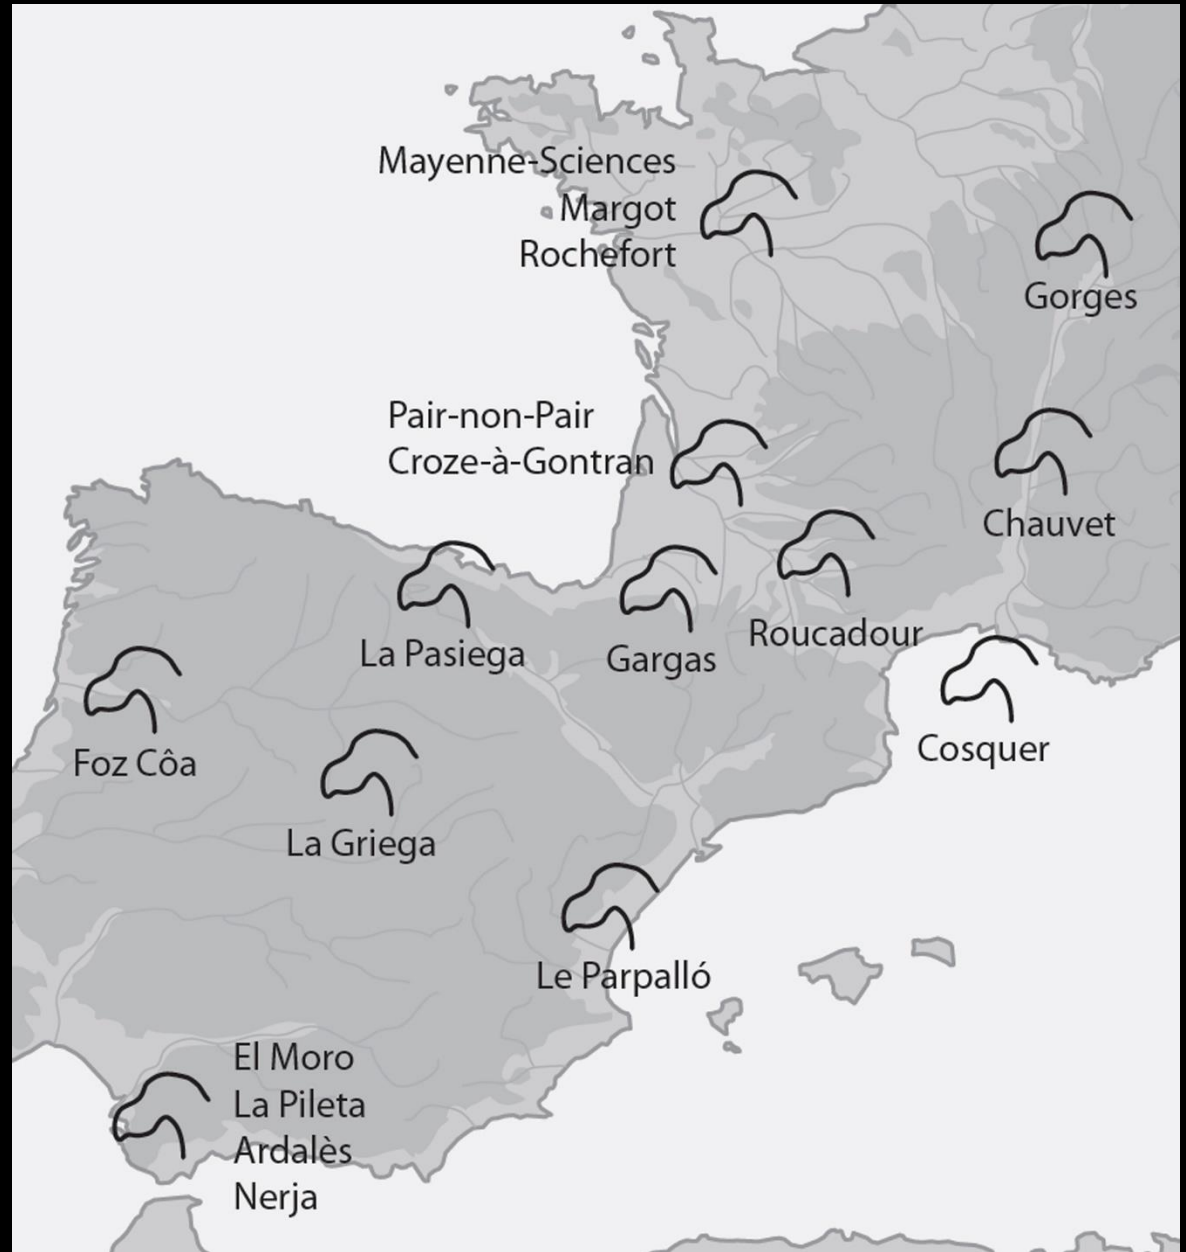 Mayenne-Sciences
Margot
Rochefort
Gorges
Pair-non-Pair
Croze-à-Gontran
Chauvet
Roucadour
La Pasiega
Gargas
Cosquer
Foz Côa
La Griega
Le Parpalló
El Moro
La Pileta
Ardalès
Nerja